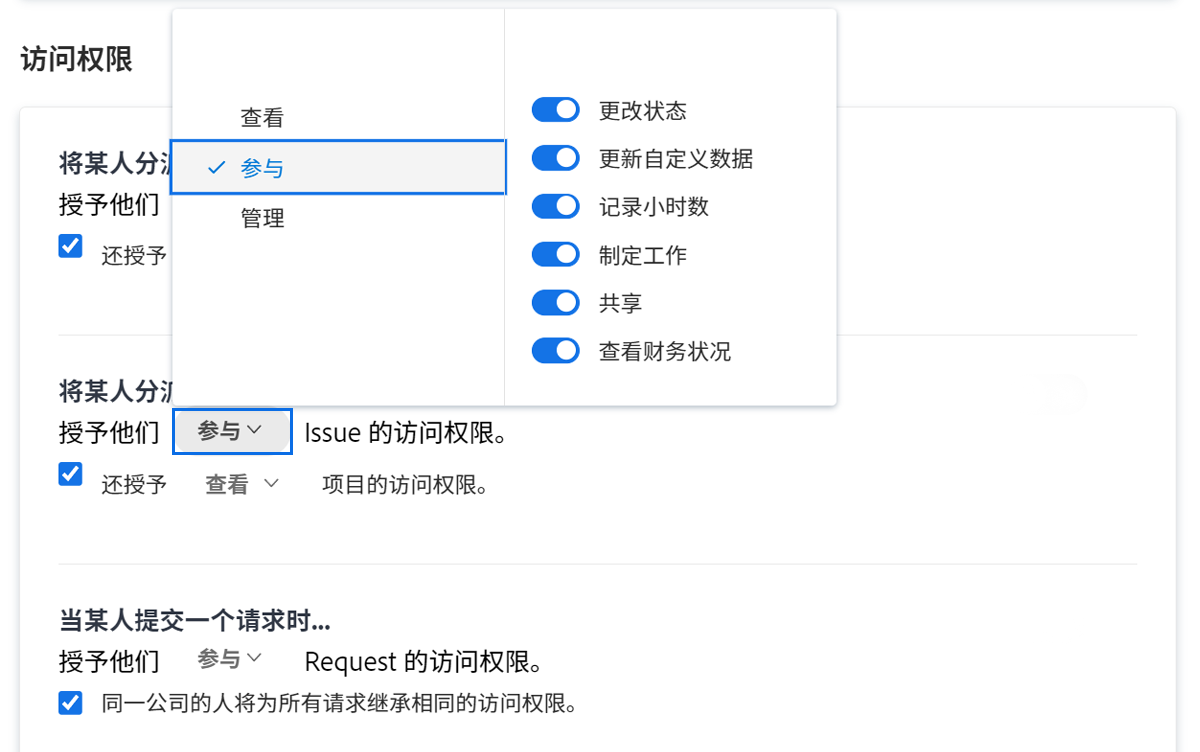 访问权限
查看
参与
管理
更改状态
更新自定义数据
记录小时数
制定工作
共享
查看财务状况
将某人分
授予他们
还授予
将某人分
授予他们 参与 Issue 的访问权限。
还授予 查看 项目的访问权限。
当某人提交一个请求时...
授予他们 参与 Request 的访问权限。
同一公司的人将为所有请求继承相同的访问权限。